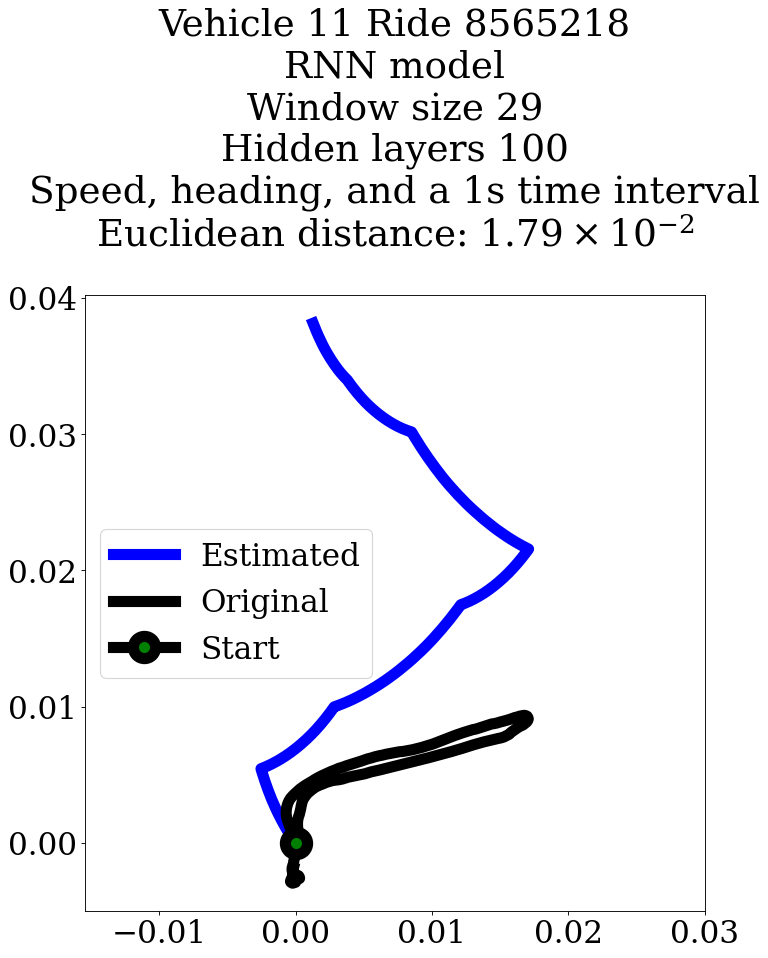 Vehicle 11 Ride 8565218
RNN model
Window size 29
Hidden layers 100
Speed, heading, and a 1s time interval
Euclidean distance: 1.79 × 10⁻²
0.04
0.03
0.02
0.01
0.00
Estimated
Original
Start
−0.01
0.00
0.01
0.02
0.03